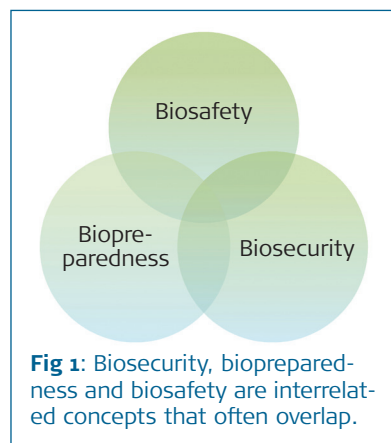 Biosafety
Biopre-
paredness
Biosecurity
Fig 1: Biosecurity, bioprepared-
ness and biosafety are interrelat-
ed concepts that often overlap.